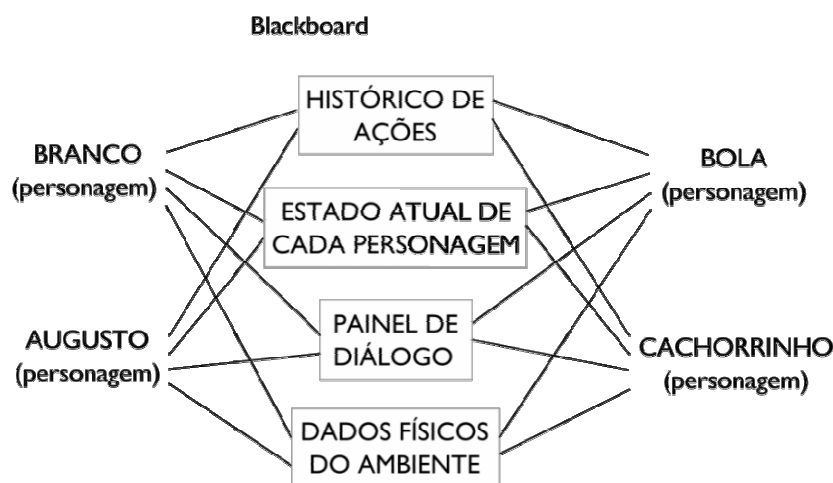 Blackboard
HISTÓRICO DE
AÇÕES
BRANCO
(personagem)
BOLA
(personagem)
ESTADO ATUAL DE
CADA PERSONAGEM
PAINEL DE
DIÁLOGO
AUGUSTO
(personagem)
CACHORRINHO
(personagem)
DADOS FÍSICOS
DO AMBIENTE